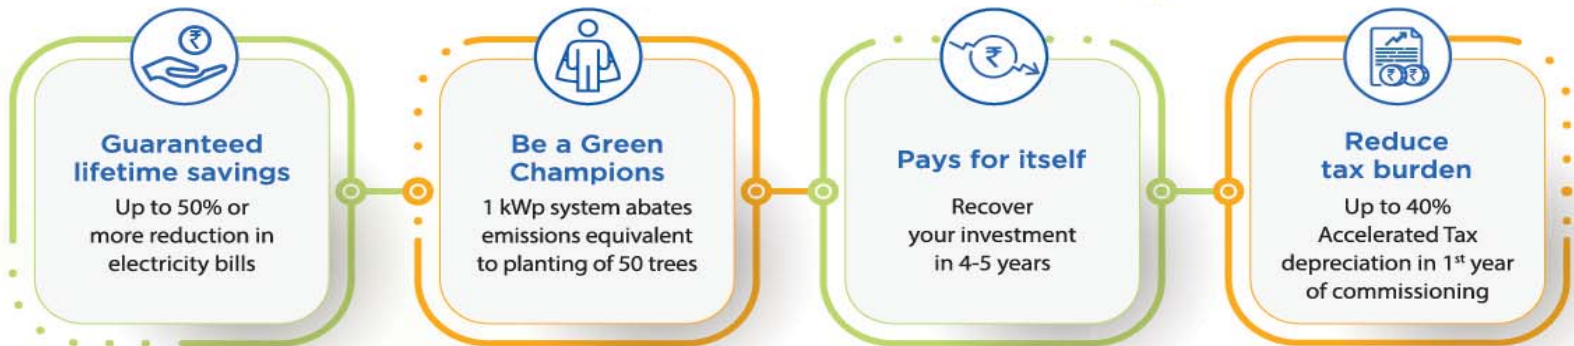 Guaranteed
lifetime savings
Up to 50% or
more reduction in
electricity bills
Be a Green
Champions
1 kWp system abates
emissions equivalent
to planting of 50 trees
Pays for itself
Recover
your investment
in 4-5 years
Reduce
tax burden
Up to 40%
Accelerated Tax
depreciation in 1st year
of commissioning